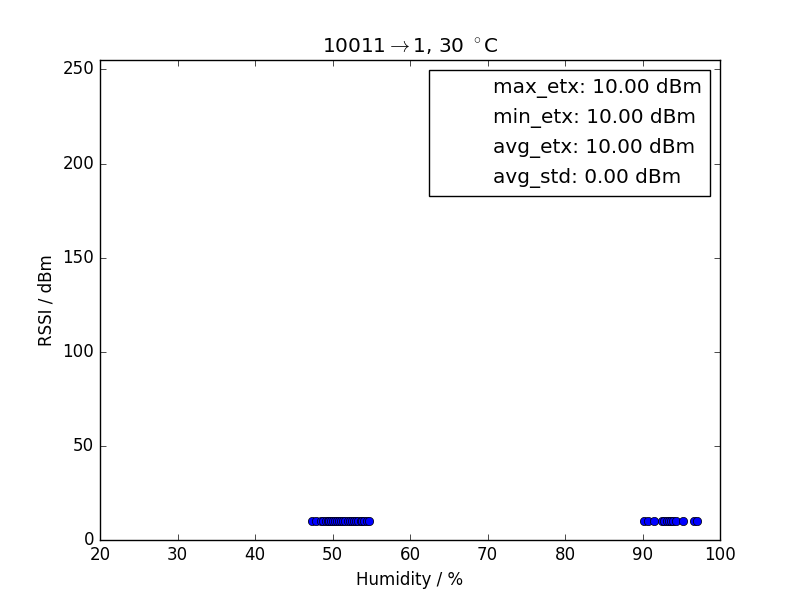 10011→1, 30 °C
max_etx: 10.00 dBm
min_etx: 10.00 dBm
avg_etx: 10.00 dBm
avg_std: 0.00 dBm
RSSI / dBm
250
200
150
100
50
0
20 30 40 50 60 70 80 90 100
Humidity / %